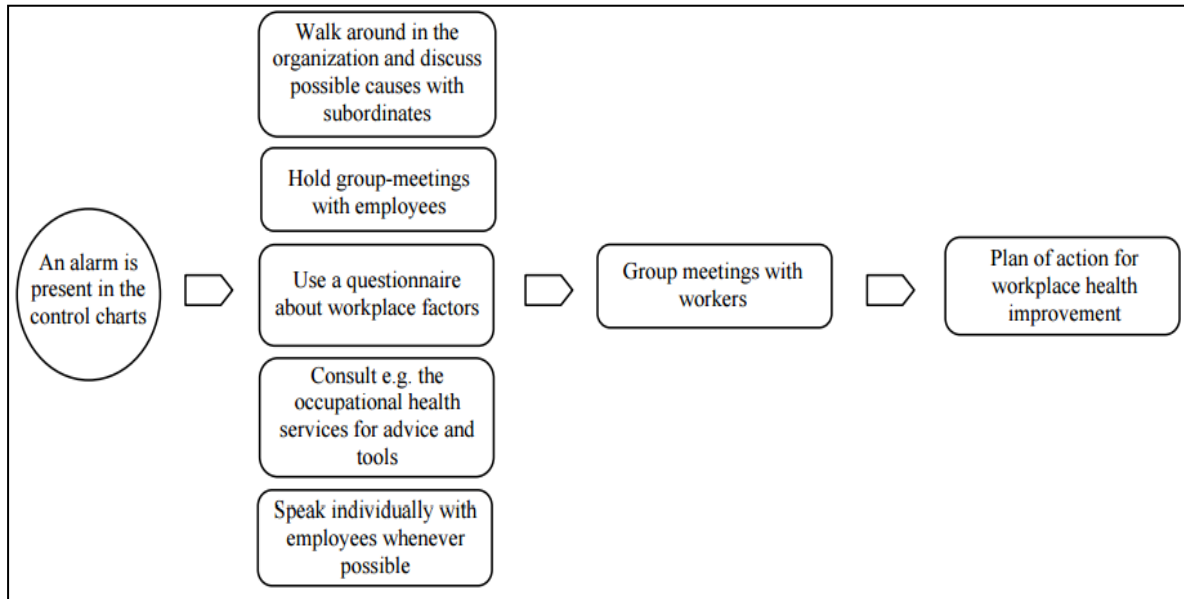 An alarm is
present in the
control charts
Walk around in the
organization and discuss
possible causes with
subordinates
Hold group-meetings
with employees
Use a questionnaire
about workplace factors
Consult e.g. the
occupational health
services for advice and
tools
Speak individually with
employees whenever
possible
Group meetings with
workers
Plan of action for
workplace health
improvement